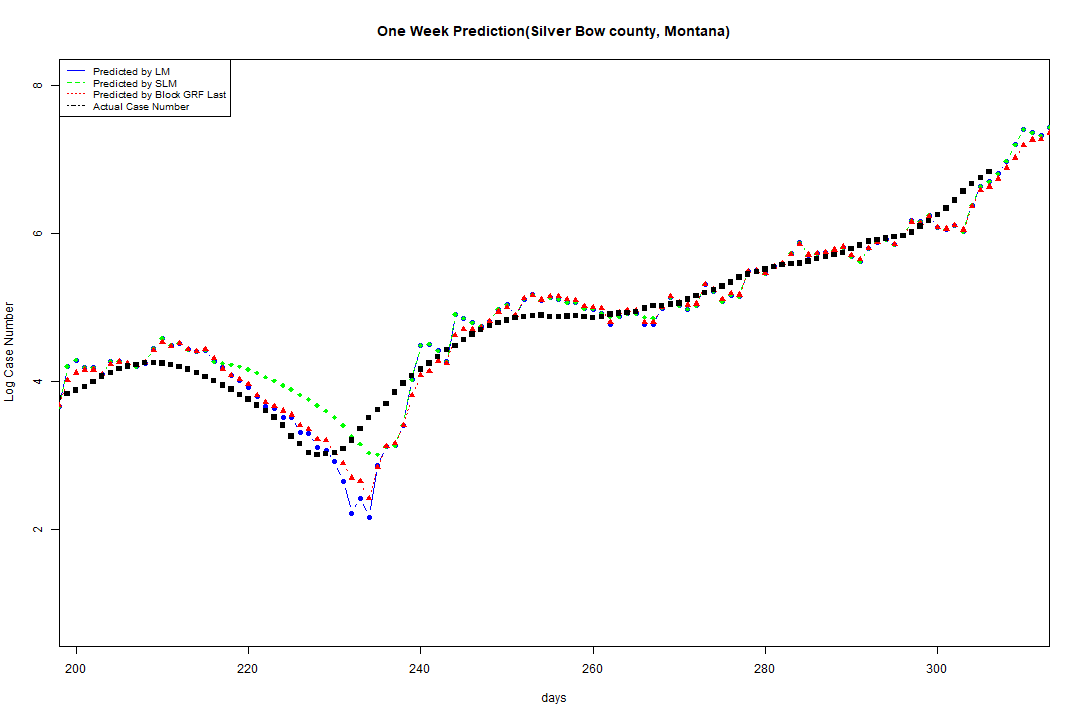 One Week Prediction(Silver Bow county, Montana)
Predicted by LM
Predicted by SLM
Predicted by Block GRF Last
Actual Case Number
Log Case Number
8
6
4
2
200 220 240 260 280 300
days